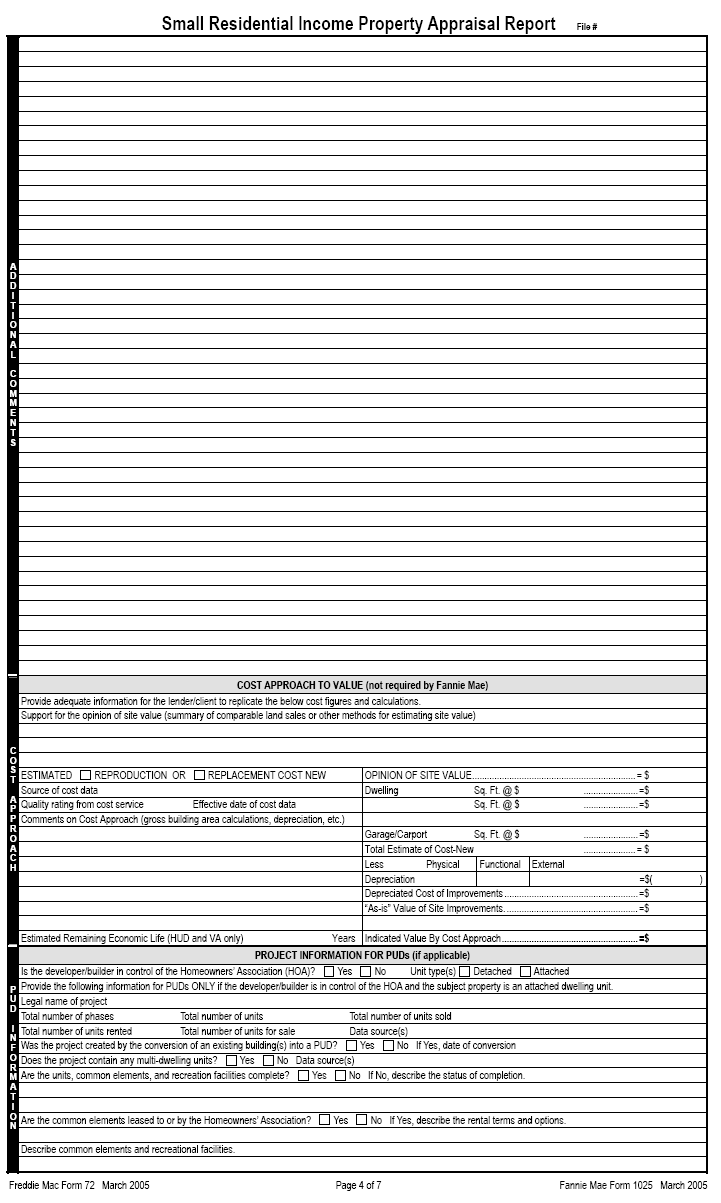 Small Residential Income Property Appraisal Report File #
ADDITIONAL COMMENTS
COST APPROACH
COST APPROACH TO VALUE (not required by Fannie Mae)
Provide adequate information for the lender/client to replicate the below cost figures and calculations.
Support for the opinion of site value (summary of comparable land sales or other methods for estimating site value)
ESTIMATED REPRODUCTION OR REPLACEMENT COST NEW OPINION OF SITE VALUE............................................................ = $
Source of cost data Dwelling Sq. Ft. @ $ .................... =$
Quality rating from cost service Effective date of cost data Sq. Ft. @ $ .................... =$
Comments on Cost Approach (gross building area calculations, depreciation, etc.)
Garage/Carport Sq. Ft. @ $ .................... =$
Total Estimate of Cost-New .................... = $
Less Physical Functional External
Depreciation =$( )
Depreciated Cost of Improvements.................................................. =$
"As-is" Value of Site Improvements.................................................. =$
Estimated Remaining Economic Life (HUD and VA only) Years Indicated Value By Cost Approach.................................................. =$
PUD INFORMATION
PROJECT INFORMATION FOR PUDs (if applicable)
Is the developer/builder in control of the Homeowners' Association (HOA)? Yes No Unit type(s) Detached Attached
Provide the following information for PUDs ONLY if the developer/builder is in control of the HOA and the subject property is an attached dwelling unit.
Legal name of project
Total number of phases Total number of units Total number of units sold
Total number of units rented Total number of units for sale Data source(s)
Was the project created by the conversion of an existing building(s) into a PUD? Yes No If Yes, date of conversion
Does the project contain any multi-dwelling units? Yes No Data source(s)
Are the units, common elements, and recreation facilities complete? Yes No If No, describe the status of completion.
Are the common elements leased to or by the Homeowners' Association? Yes No If Yes, describe the rental terms and options.
Describe common elements and recreational facilities.
Freddie Mac Form 72 March 2005 Page 4 of 7 Fannie Mae Form 1025 March 2005